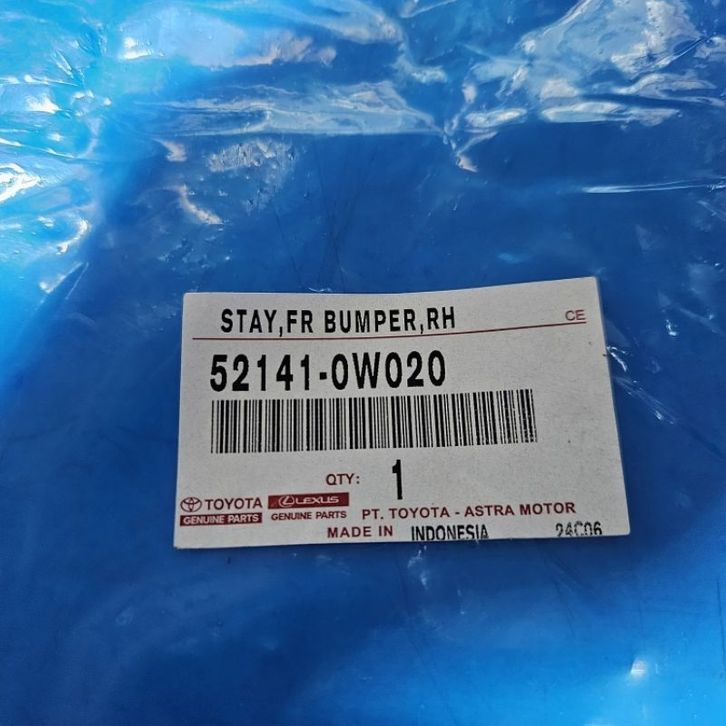 STAY,FR BUMPER,RH CE
52141-0W020
QTY: 1
TOYOTA LEXUS
GENUINE PARTS GENUINE PARTS PT. TOYOTA - ASTRA MOTOR
MADE IN INDONESIA 24C06